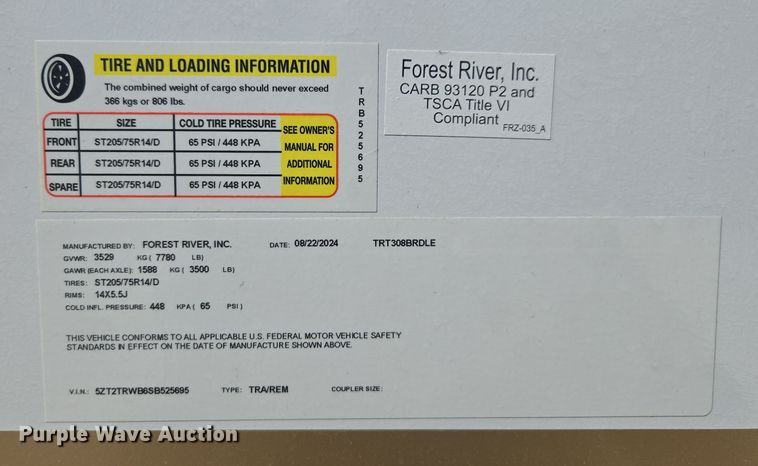 TIRE AND LOADING INFORMATION
The combined weight of cargo should never exceed
366 kgs or 806 lbs.
TIRE SIZE COLD TIRE PRESSURE
FRONT ST205/75R14/D 65 PSI / 448 KPA
REAR ST205/75R14/D 65 PSI / 448 KPA
SPARE ST205/75R14/D 65 PSI / 448 KPA
SEE OWNER'S
MANUAL FOR
ADDITIONAL
INFORMATION
TRB525695
Forest River, Inc.
CARB 93120 P2 and
TSCA Title VI
Compliant
FRZ-035_A
MANUFACTURED BY: FOREST RIVER, INC. DATE: 08/22/2024 TRT308BRDLE
GVWR: 3529 KG ( 7780 LB)
GAWR (EACH AXLE): 1588 KG ( 3500 LB)
TIRES: ST205/75R14/D
RIMS: 14X5.5J
COLD INFL. PRESSURE: 448 KPA ( 65 PSI )
THIS VEHICLE CONFORMS TO ALL APPLICABLE U.S. FEDERAL MOTOR VEHICLE SAFETY
STANDARDS IN EFFECT ON THE DATE OF MANUFACTURE SHOWN ABOVE.
V.I.N.: 5ZT2TRWB6SB525695 TYPE: TRA/REM COUPLER SIZE:
Purple Wave Auction